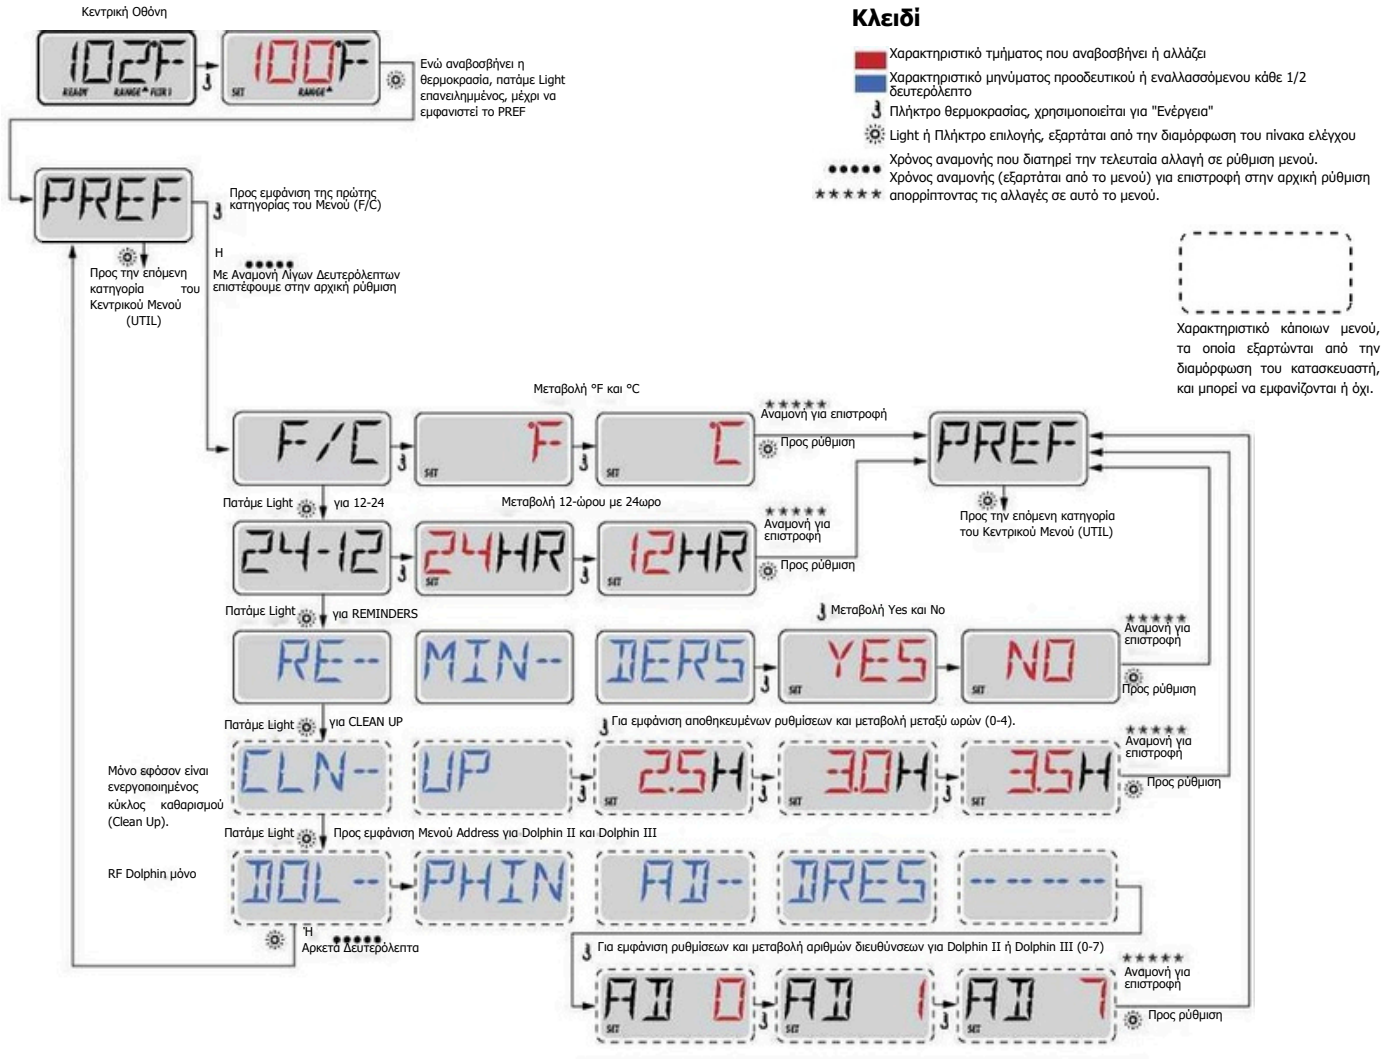 Κεντρική Οθόνη
102°F
READY RANGE FLTR 1
100°F
SET RANGE
Ενώ αναβοσβήνει η
θερμοκρασία, πατάμε Light
επανειλημμένος, μέχρι να
εμφανιστεί το PREF
Κλειδί
Χαρακτηριστικό τμήματος που αναβοσβήνει ή αλλάζει
Χαρακτηριστικό μηνύματος προοδευτικού ή εναλλασσόμενου κάθε 1/2
δευτερόλεπτο
Πλήκτρο θερμοκρασίας, χρησιμοποιείται για "Ενέργεια"
Light ή Πλήκτρο επιλογής, εξαρτάται από την διαμόρφωση του πίνακα ελέγχου
Χρόνος αναμονής που διατηρεί την τελευταία αλλαγή σε ρύθμιση μενού.
Χρόνος αναμονής (εξαρτάται από το μενού) για επιστροφή στην αρχική ρύθμιση
***** απορρίπτοντας τις αλλαγές σε αυτό το μενού.
Χαρακτηριστικό κάποιων μενού,
τα οποία εξαρτώνται από την
διαμόρφωση του κατασκευαστή,
και μπορεί να εμφανίζονται ή όχι.
PREF
Προς εμφάνιση της πρώτης
κατηγορίας του Μενού (F/C)
Η
Με Αναμονή Λίγων Δευτερόλεπτων
επιστέφουμε στην αρχική ρύθμιση
Προς την επόμενη
κατηγορία του
Κεντρικού Μενού
(UTIL)
Μεταβολή °F και °C
F/C
°F
SET
°C
SET
*****
Αναμονή για επιστροφή
Προς ρύθμιση
PREF
Προς την επόμενη κατηγορία
του Κεντρικού Μενού (UTIL)
Πατάμε Light για 12-24
Μεταβολή 12-ώρου με 24ωρο
24-12
24HR
SET
12HR
SET
*****
Αναμονή για
επιστροφή
Προς ρύθμιση
Πατάμε Light για REMINDERS
Μεταβολή Yes και No
RE--
MIN--
DERS
YES
SET
NO
SET
*****
Αναμονή για
επιστροφή
Προς ρύθμιση
Πατάμε Light για CLEAN UP
Για εμφάνιση αποθηκευμένων ρυθμίσεων και μεταβολή μεταξύ ωρών (0-4).
Μόνο εφόσον είναι
ενεργοποιημένος
κύκλος καθαρισμού
(Clean Up).
CLN--
UP
2.5H
SET
3.0H
SET
3.5H
SET
*****
Αναμονή για
επιστροφή
Προς ρύθμιση
Πατάμε Light Προς εμφάνιση Μενού Address για Dolphin II και Dolphin III
RF Dolphin μόνο
DOL--
PHIN
AD--
DRES
-----
Ή
Αρκετά Δευτερόλεπτα
Για εμφάνιση ρυθμίσεων και μεταβολή αριθμών διευθύνσεων για Dolphin II ή Dolphin III (0-7)
AD 0
SET
AD 1
SET
AD 7
SET
*****
Αναμονή για
επιστροφή
Προς ρύθμιση